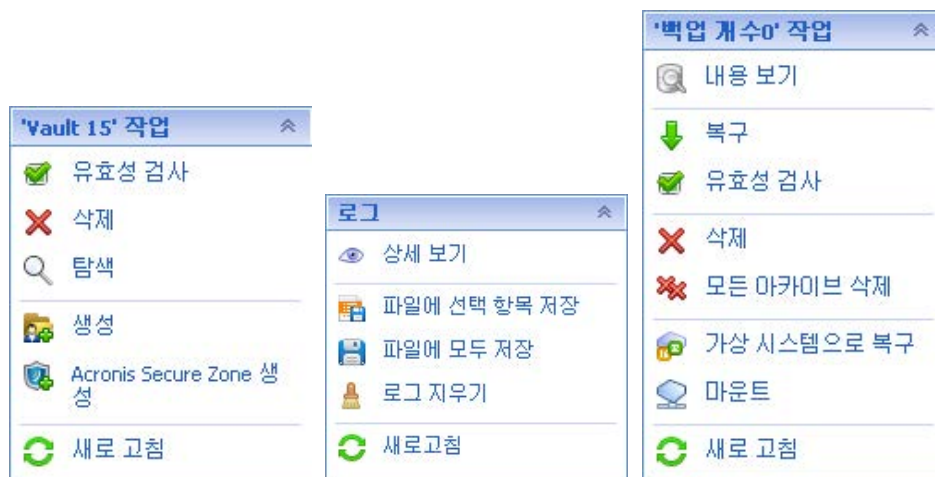 'Vault 15' 작업
유효성 검사
삭제
탐색
생성
Acronis Secure Zone 생
성
새로 고침
로그
상세 보기
파일에 선택 항목 저장
파일에 모두 저장
로그 지우기
새로고침
'백업 개수0' 작업
내용 보기
복구
유효성 검사
삭제
모든 아카이브 삭제
가상 시스템으로 복구
마운트
새로 고침